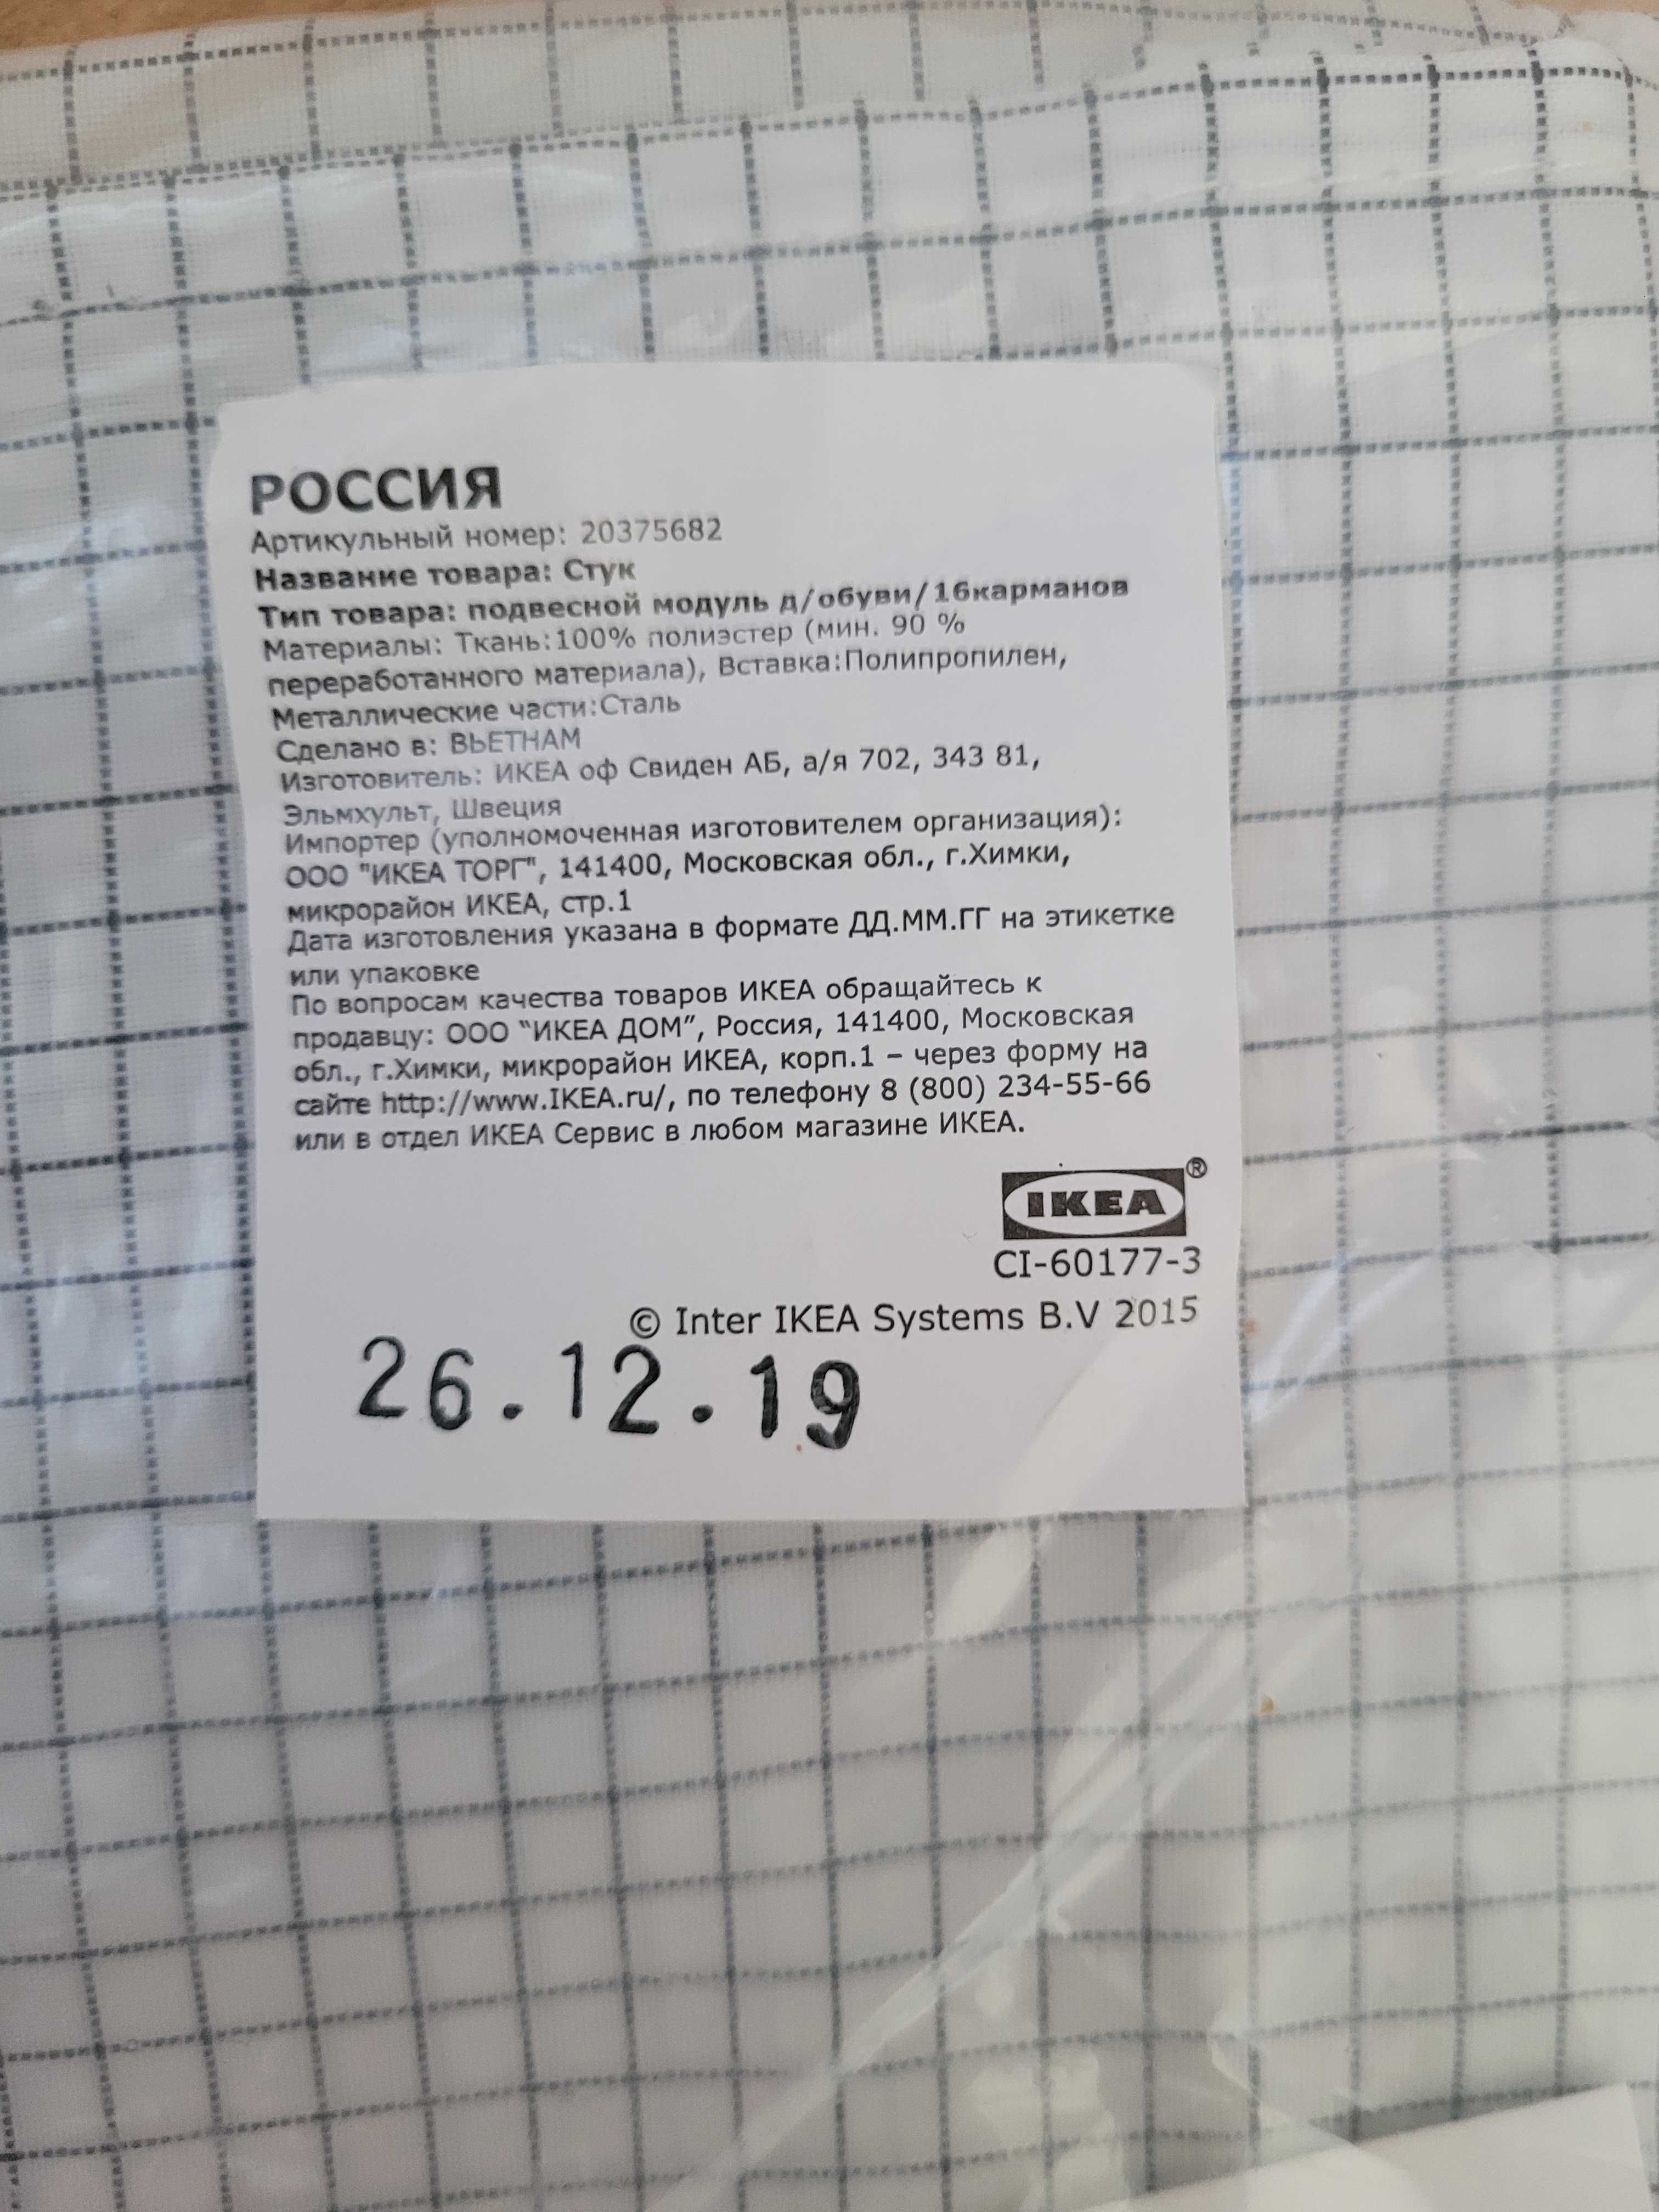 РОССИЯ
Артикульный номер: 20375682
Название товара: Стук
Тип товара: подвесной модуль д/обуви/16карманов
Материалы: Ткань:100% полиэстер (мин. 90 %
переработанного материала), Вставка:Полипропилен,
Металлические части:Сталь
Сделано в: ВЬЕТНАМ
Изготовитель: ИКЕА оф Свиден АБ, а/я 702, 343 81,
Эльмхульт, Швеция
Импортер (уполномоченная изготовителем организация):
ООО "ИКЕА ТОРГ", 141400, Московская обл., г.Химки,
микрорайон ИКЕА, стр.1
Дата изготовления указана в формате ДД.ММ.ГГ на этикетке
или упаковке
По вопросам качества товаров ИКЕА обращайтесь к
продавцу: ООО “ИКЕА ДОМ”, Россия, 141400, Московская
обл., г.Химки, микрорайон ИКЕА, корп.1 – через форму на
сайте http://www.IKEA.ru/, по телефону 8 (800) 234-55-66
или в отдел ИКЕА Сервис в любом магазине ИКЕА.
IKEA®
CI-60177-3
© Inter IKEA Systems B.V 2015
26.12.19